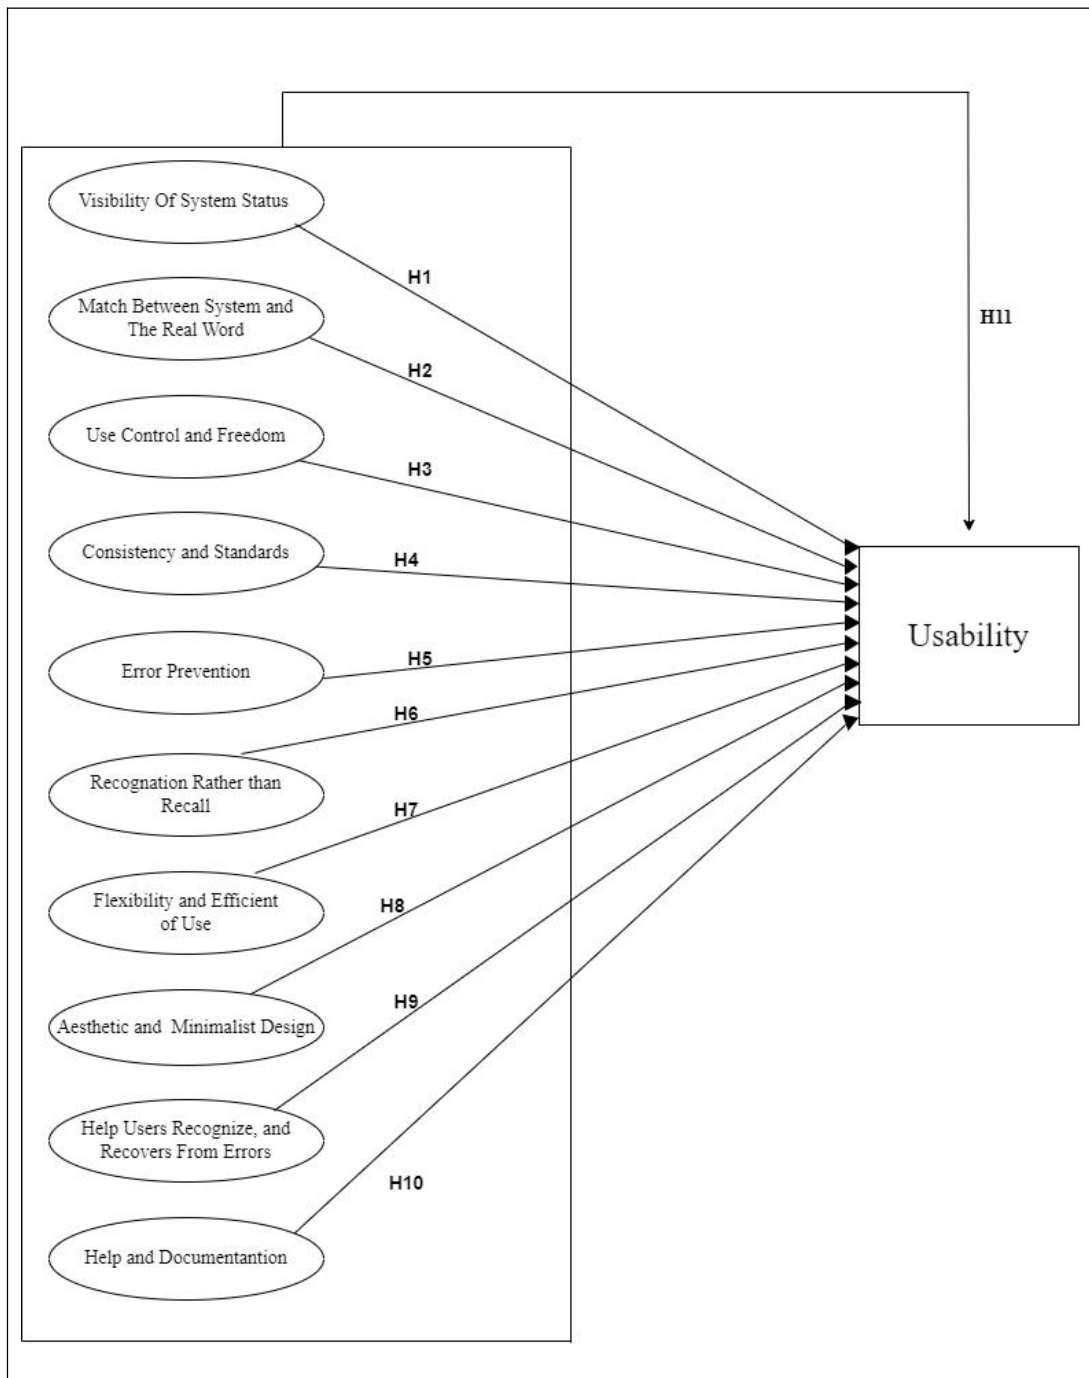 Visibility Of System Status
H1
Match Between System and
The Real Word
H2
H11
Use Control and Freedom
H3
Consistency and Standards
H4
Usability
Error Prevention
H5
H6
Recognation Rather than
Recall
H7
Flexibility and Efficient
of Use
H8
Aesthetic and Minimalist Design
H9
Help Users Recognize, and
Recovers From Errors
H10
Help and Documentantion